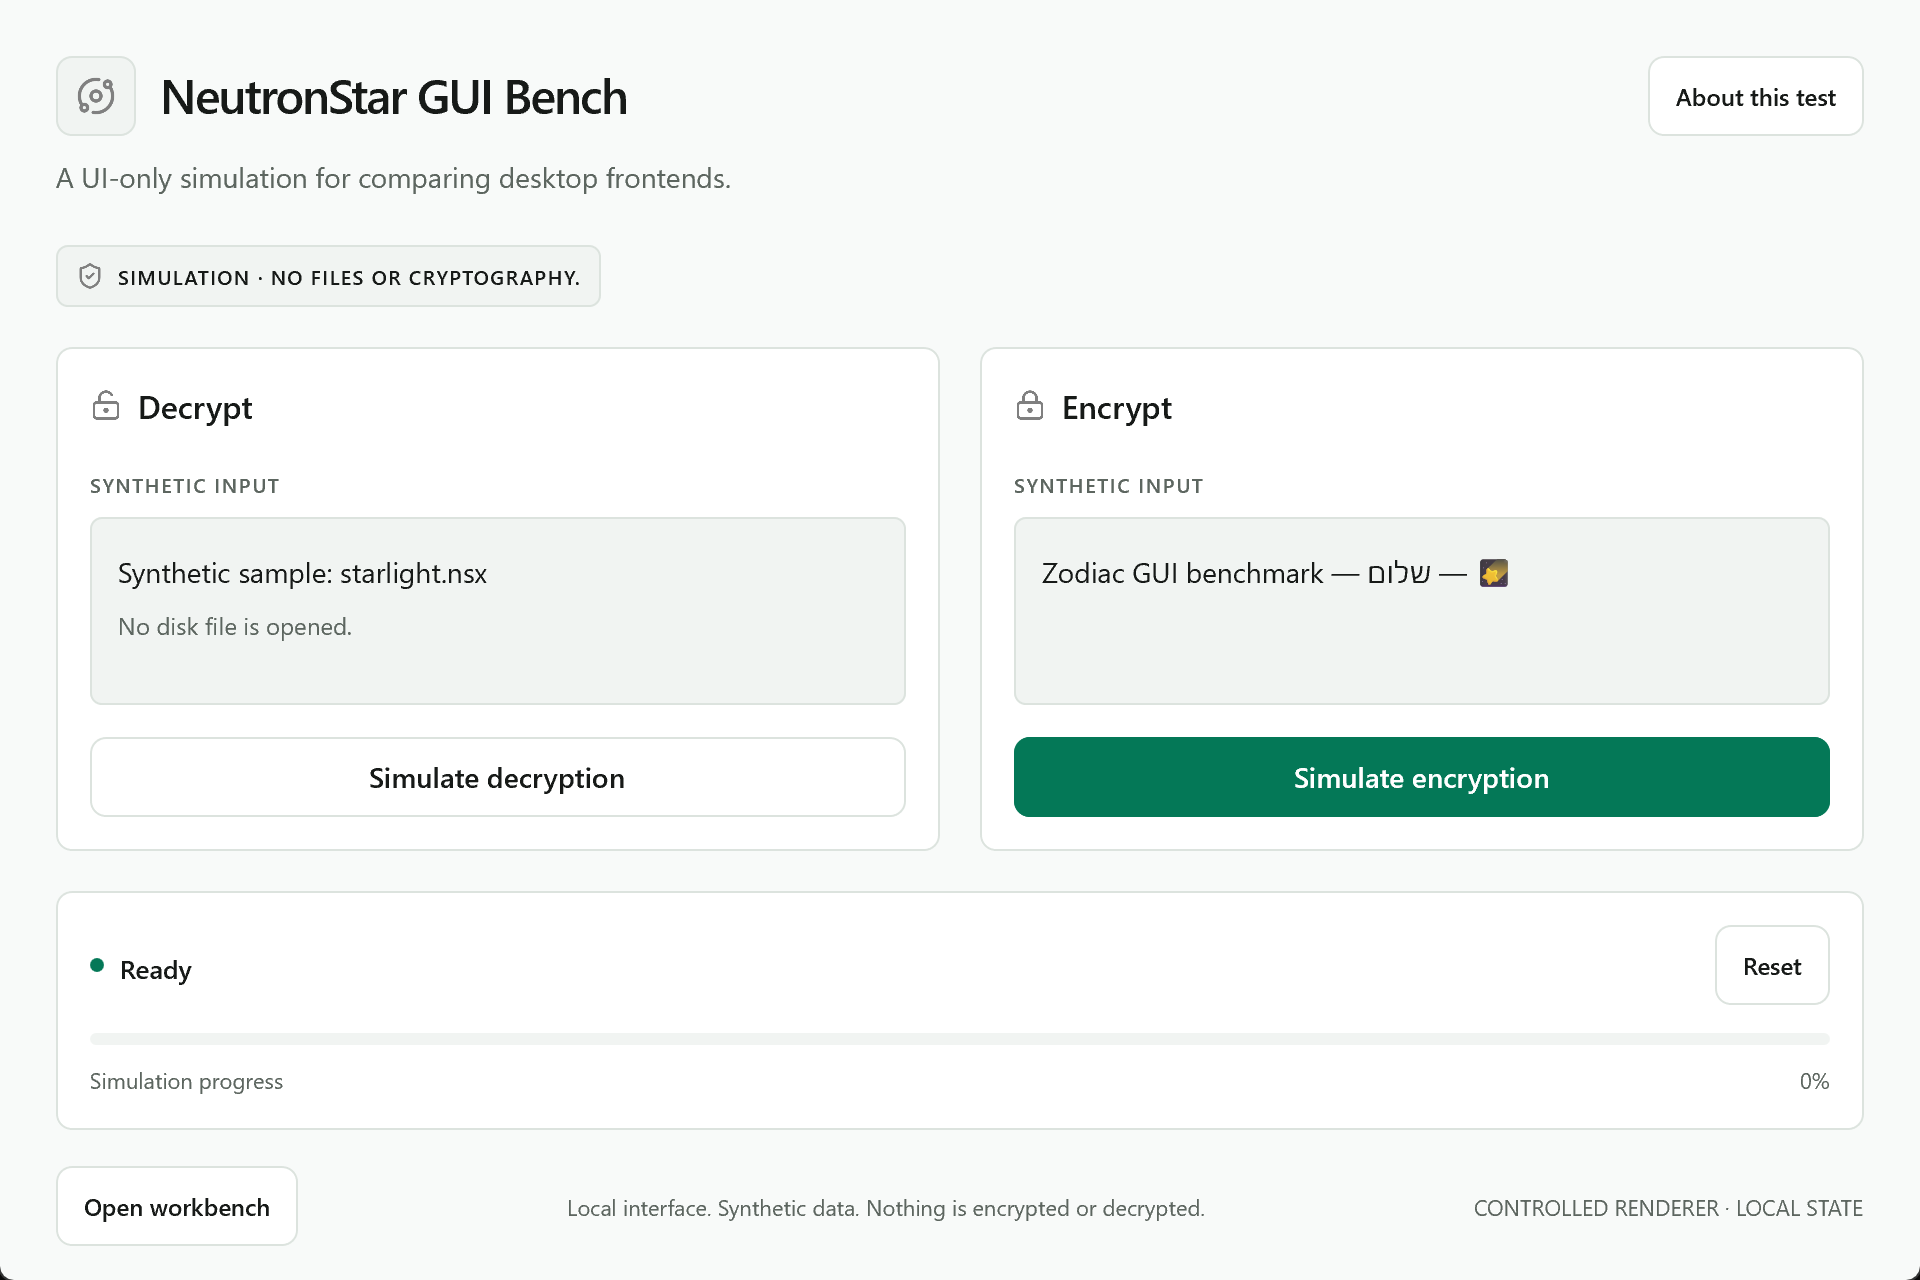 NeutronStar GUI Bench
About this test
A UI-only simulation for comparing desktop frontends.
SIMULATION · NO FILES OR CRYPTOGRAPHY.
Decrypt
SYNTHETIC INPUT
Synthetic sample: starlight.nsx
No disk file is opened.
Simulate decryption
Encrypt
SYNTHETIC INPUT
Zodiac GUI benchmark — שלום — 🌠
Simulate encryption
Ready
Reset
Simulation progress
0%
Open workbench
Local interface. Synthetic data. Nothing is encrypted or decrypted.
CONTROLLED RENDERER · LOCAL STATE